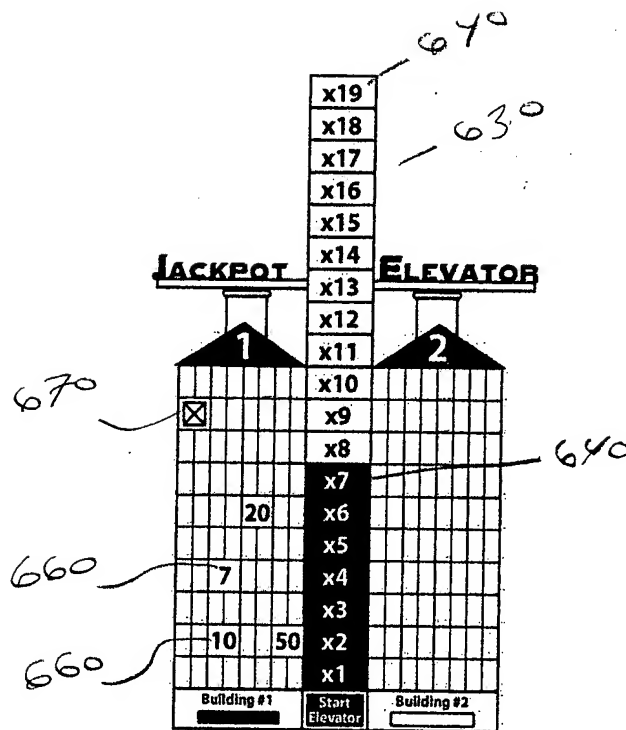 640
x19
x18
630
x17
x16
x15
x14
JACKPOT ELEVATOR
x13
x12
1 x11 2
x10
670 x9
x8
x7 640
20 x6
x5
660 7 x4
x3
10 50 x2
660 x1
Building #1 Start Elevator Building #2